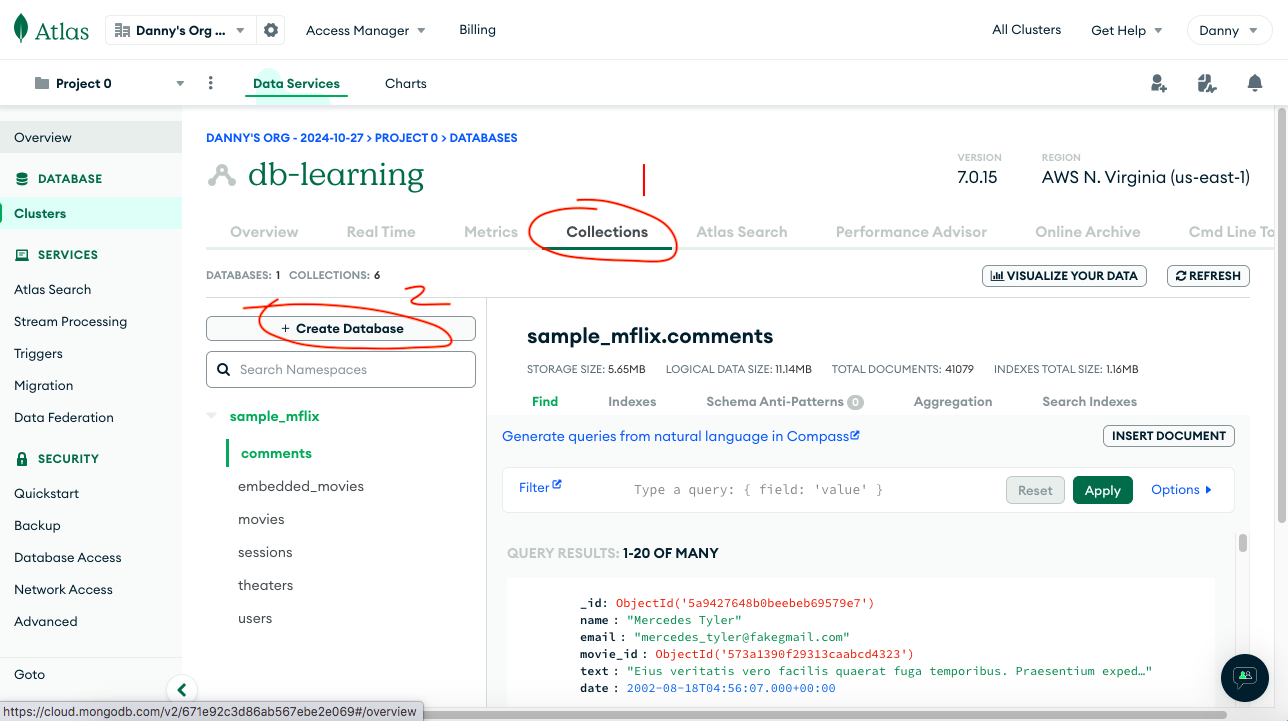 Atlas
Danny's Org ...
Access Manager
Billing
All Clusters
Get Help
Danny
Project 0
Data Services
Charts
Overview
DATABASE
Clusters
SERVICES
Atlas Search
Stream Processing
Triggers
Migration
Data Federation
SECURITY
Quickstart
Backup
Database Access
Network Access
Advanced
Goto
DANNY'S ORG - 2024-10-27 > PROJECT 0 > DATABASES
db-learning
1
VERSION
7.0.15
REGION
AWS N. Virginia (us-east-1)
Overview
Real Time
Metrics
Collections
Atlas Search
Performance Advisor
Online Archive
Cmd Line To
DATABASES: 1 COLLECTIONS: 6
VISUALIZE YOUR DATA
REFRESH
2
+ Create Database
Search Namespaces
sample_mflix
comments
embedded_movies
movies
sessions
theaters
users
sample_mflix.comments
STORAGE SIZE: 5.65MB LOGICAL DATA SIZE: 11.14MB TOTAL DOCUMENTS: 41079 INDEXES TOTAL SIZE: 1.16MB
Find
Indexes
Schema Anti-Patterns 0
Aggregation
Search Indexes
Generate queries from natural language in Compass
INSERT DOCUMENT
Filter
Type a query: { field: 'value' }
Reset
Apply
Options
QUERY RESULTS: 1-20 OF MANY
_id: ObjectId('5a9427648b0beebeb69579e7')
name : "Mercedes Tyler"
email : "mercedes_tyler@fakegmail.com"
movie_id : ObjectId('573a1390f29313caabcd4323')
text : "Eius veritatis vero facilis quaerat fuga temporibus. Praesentium exped…"
date : 2002-08-18T04:56:07.000+00:00
https://cloud.mongodb.com/v2/671e92c3d86ab567ebe2e069#/overview